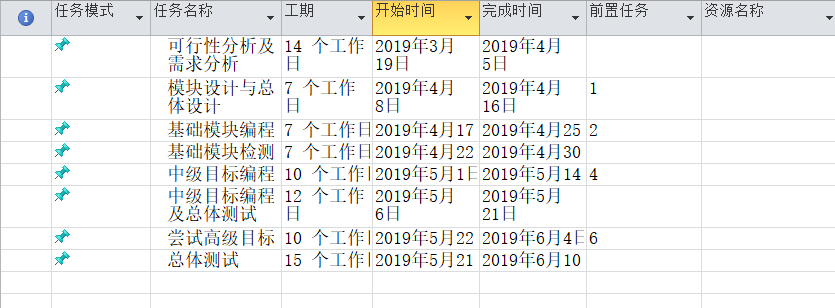 任务模式 任务名称 工期 开始时间 完成时间 前置任务 资源名称
可行性分析及 14 个工作 2019年3月 2019年4月
需求分析 日 19日 5日
模块设计与总 7 个工作 2019年4月 2019年4月 1
体设计 日 8日 16日
基础模块编程 7 个工作日 2019年4月17 2019年4月25 2
基础模块检测 7 个工作日 2019年4月22 2019年4月30
中级目标编程 10 个工作日 2019年5月1日 2019年5月14 4
中级目标编程 12 个工作 2019年5月 2019年5月
及总体测试 日 6日 21日
尝试高级目标 10 个工作日 2019年5月22 2019年6月4日 6
总体测试 15 个工作日 2019年5月21 2019年6月10